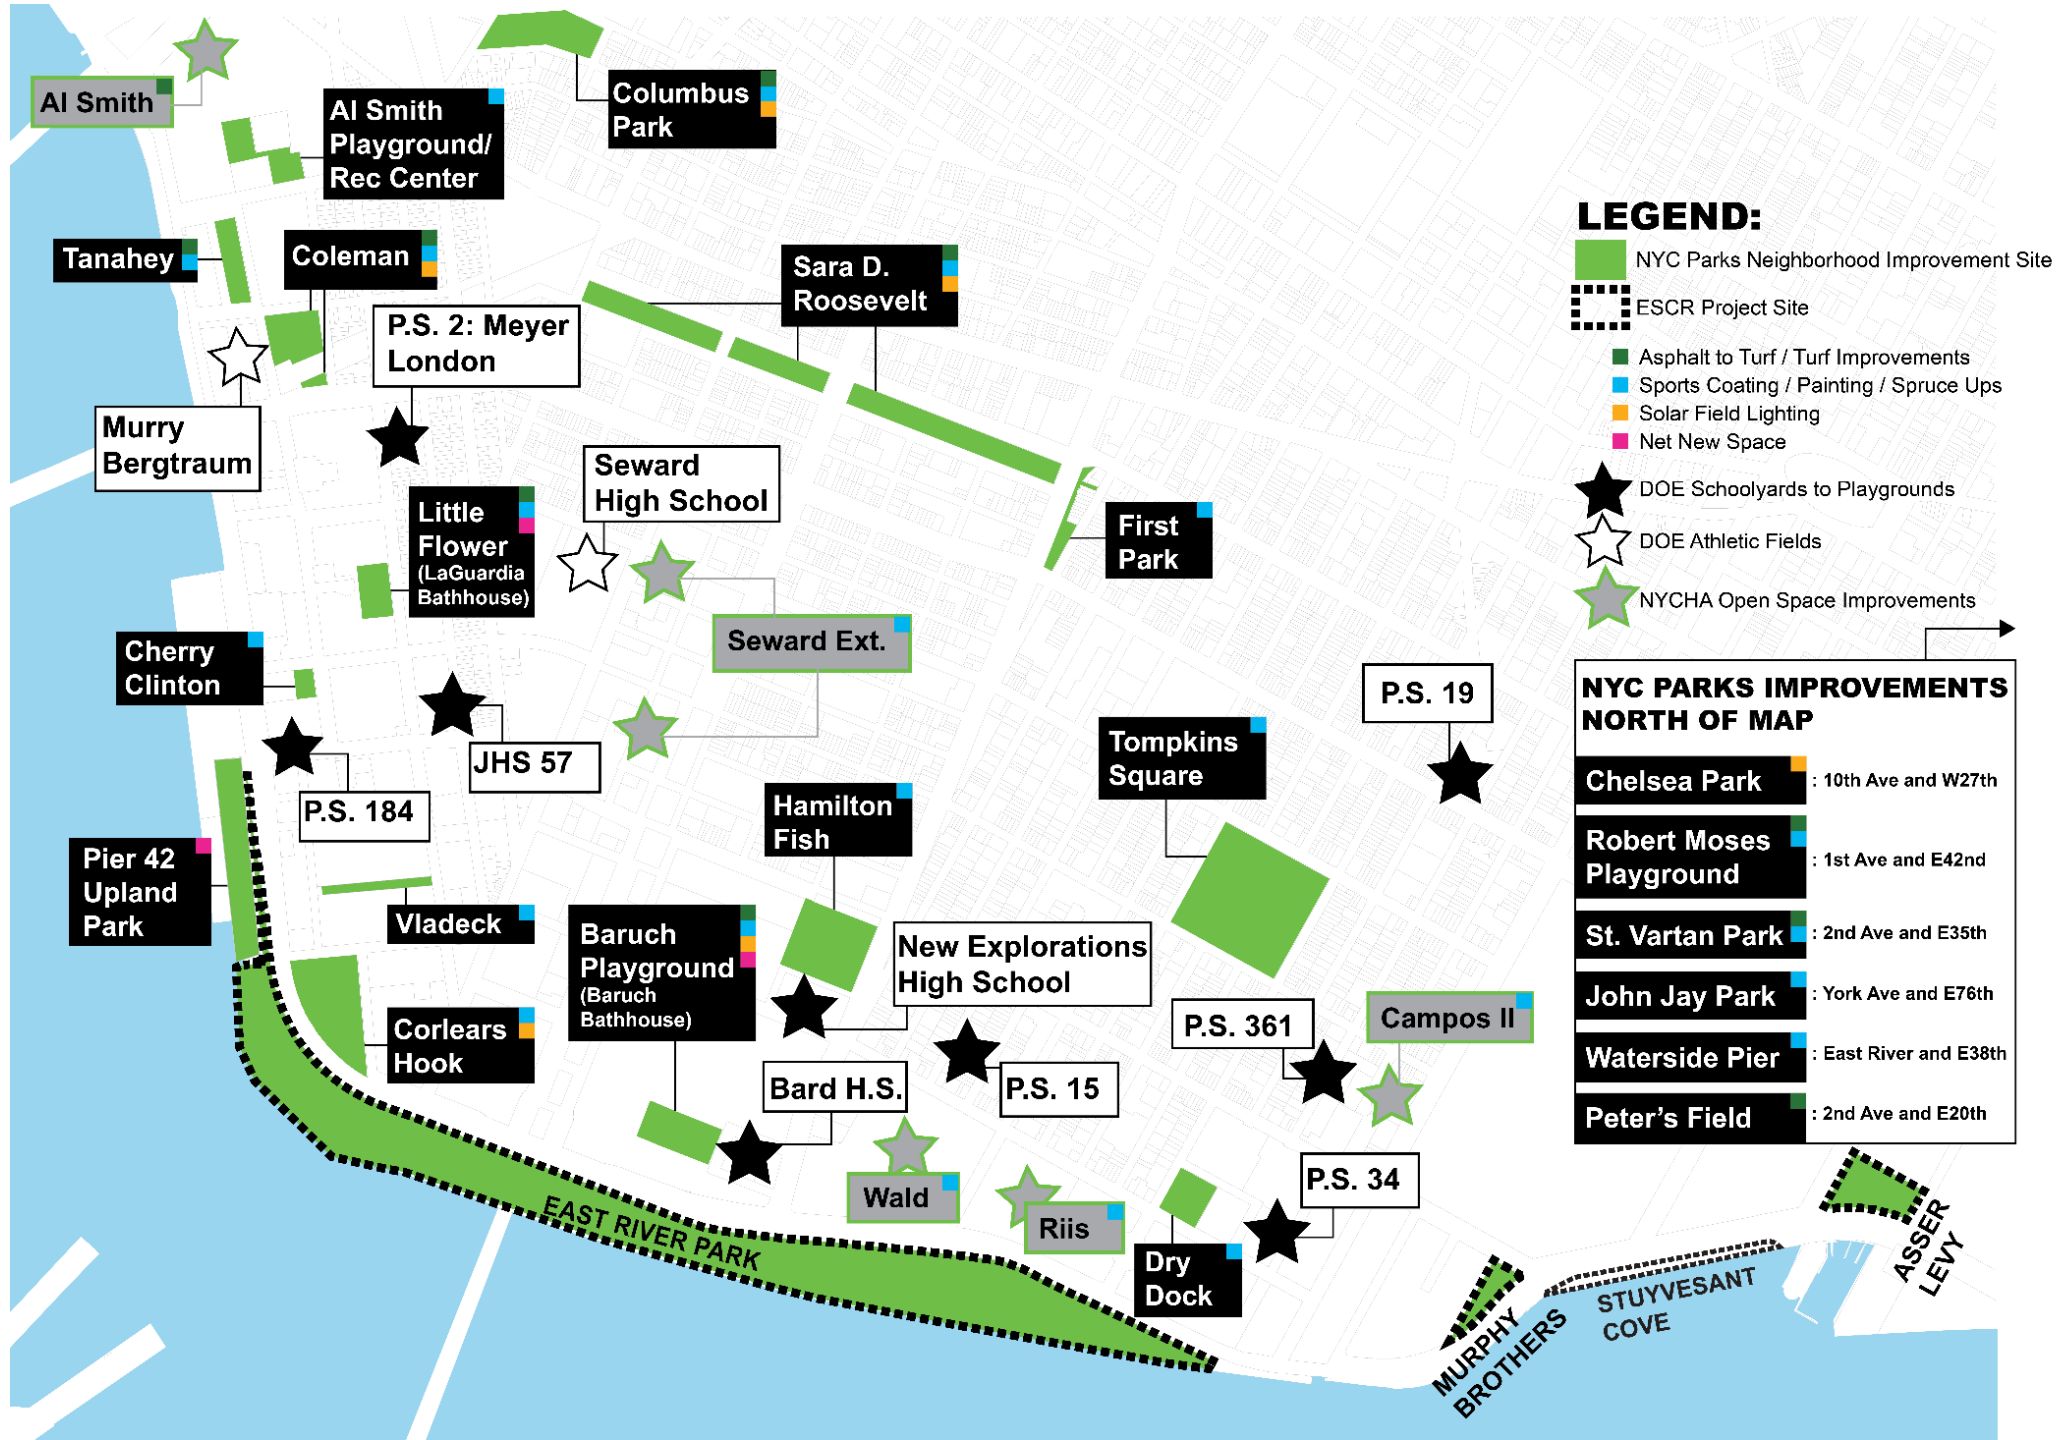 Al Smith
Al Smith
Playground/
Rec Center
Columbus
Park
Tanahey
Coleman
Sara D.
Roosevelt
P.S. 2: Meyer
London
Murry
Bergtraum
Seward
High School
Little
Flower
(LaGuardia
Bathhouse)
First
Park
Seward Ext.
Cherry
Clinton
JHS 57
P.S. 184
P.S. 19
Tompkins
Square
Hamilton
Fish
Pier 42
Upland
Park
Vladeck
Baruch
Playground
(Baruch
Bathhouse)
New Explorations
High School
Corlears
Hook
P.S. 361
Campos II
Bard H.S.
P.S. 15
Wald
Riis
P.S. 34
Dry
Dock
EAST RIVER PARK
MURPHY
BROTHERS
STUYVESANT
COVE
ASSER
LEVY
LEGEND:
NYC Parks Neighborhood Improvement Site
ESCR Project Site
Asphalt to Turf / Turf Improvements
Sports Coating / Painting / Spruce Ups
Solar Field Lighting
Net New Space
DOE Schoolyards to Playgrounds
DOE Athletic Fields
NYCHA Open Space Improvements
NYC PARKS IMPROVEMENTS
NORTH OF MAP
Chelsea Park : 10th Ave and W27th
Robert Moses
Playground : 1st Ave and E42nd
St. Vartan Park : 2nd Ave and E35th
John Jay Park : York Ave and E76th
Waterside Pier : East River and E38th
Peter's Field : 2nd Ave and E20th